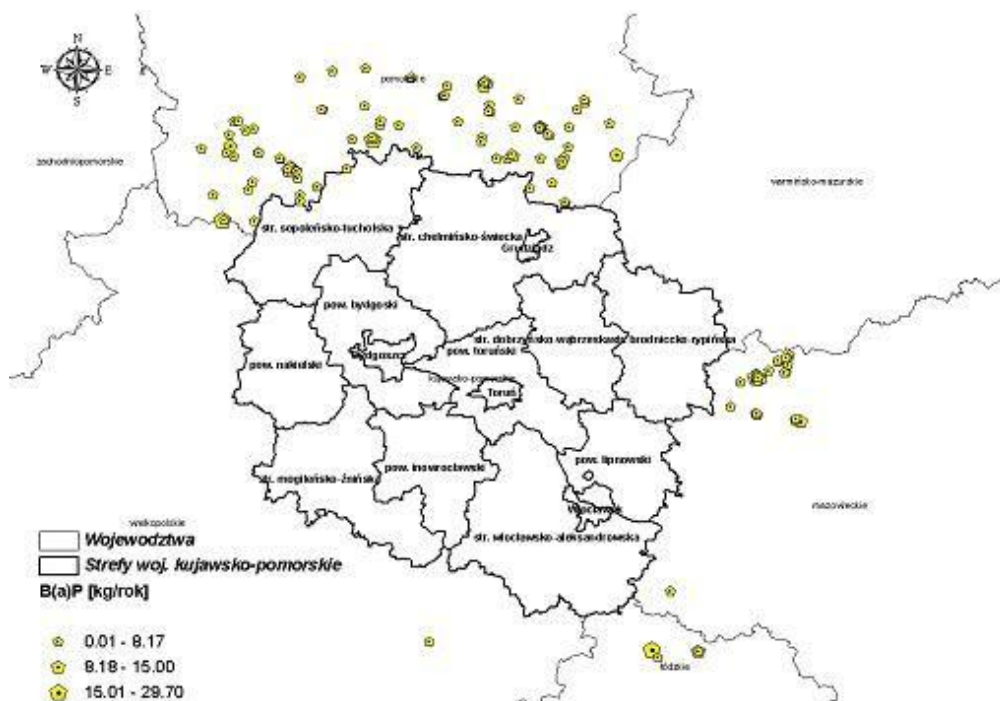 N
W E
S
pomorskie
zachodniopomorskie
warmińsko-mazurskie
str. sępoleńsko-tucholska
str. chełmińsko-świecka
Grudziądz
pow. bydgoski
str. dobrzyńsko-wąbrzeska
str. brodnicko-rypińska
pow. toruński
Bydgoszcz
pow. nakielski
kujawsko-pomorskie
Toruń
pow. lipnowski
pow. inowrocławski
str. mogileńsko-żnińska
mazowieckie
Włocławek
wielkopolskie
str. włocławsko-aleksandrowska
Wojewodztwa
Strefy woj. kujawsko-pomorskie
B(a)P [kg/rok]
0.01 - 8.17
8.18 - 15.00
15.01 - 29.70
łódzkie